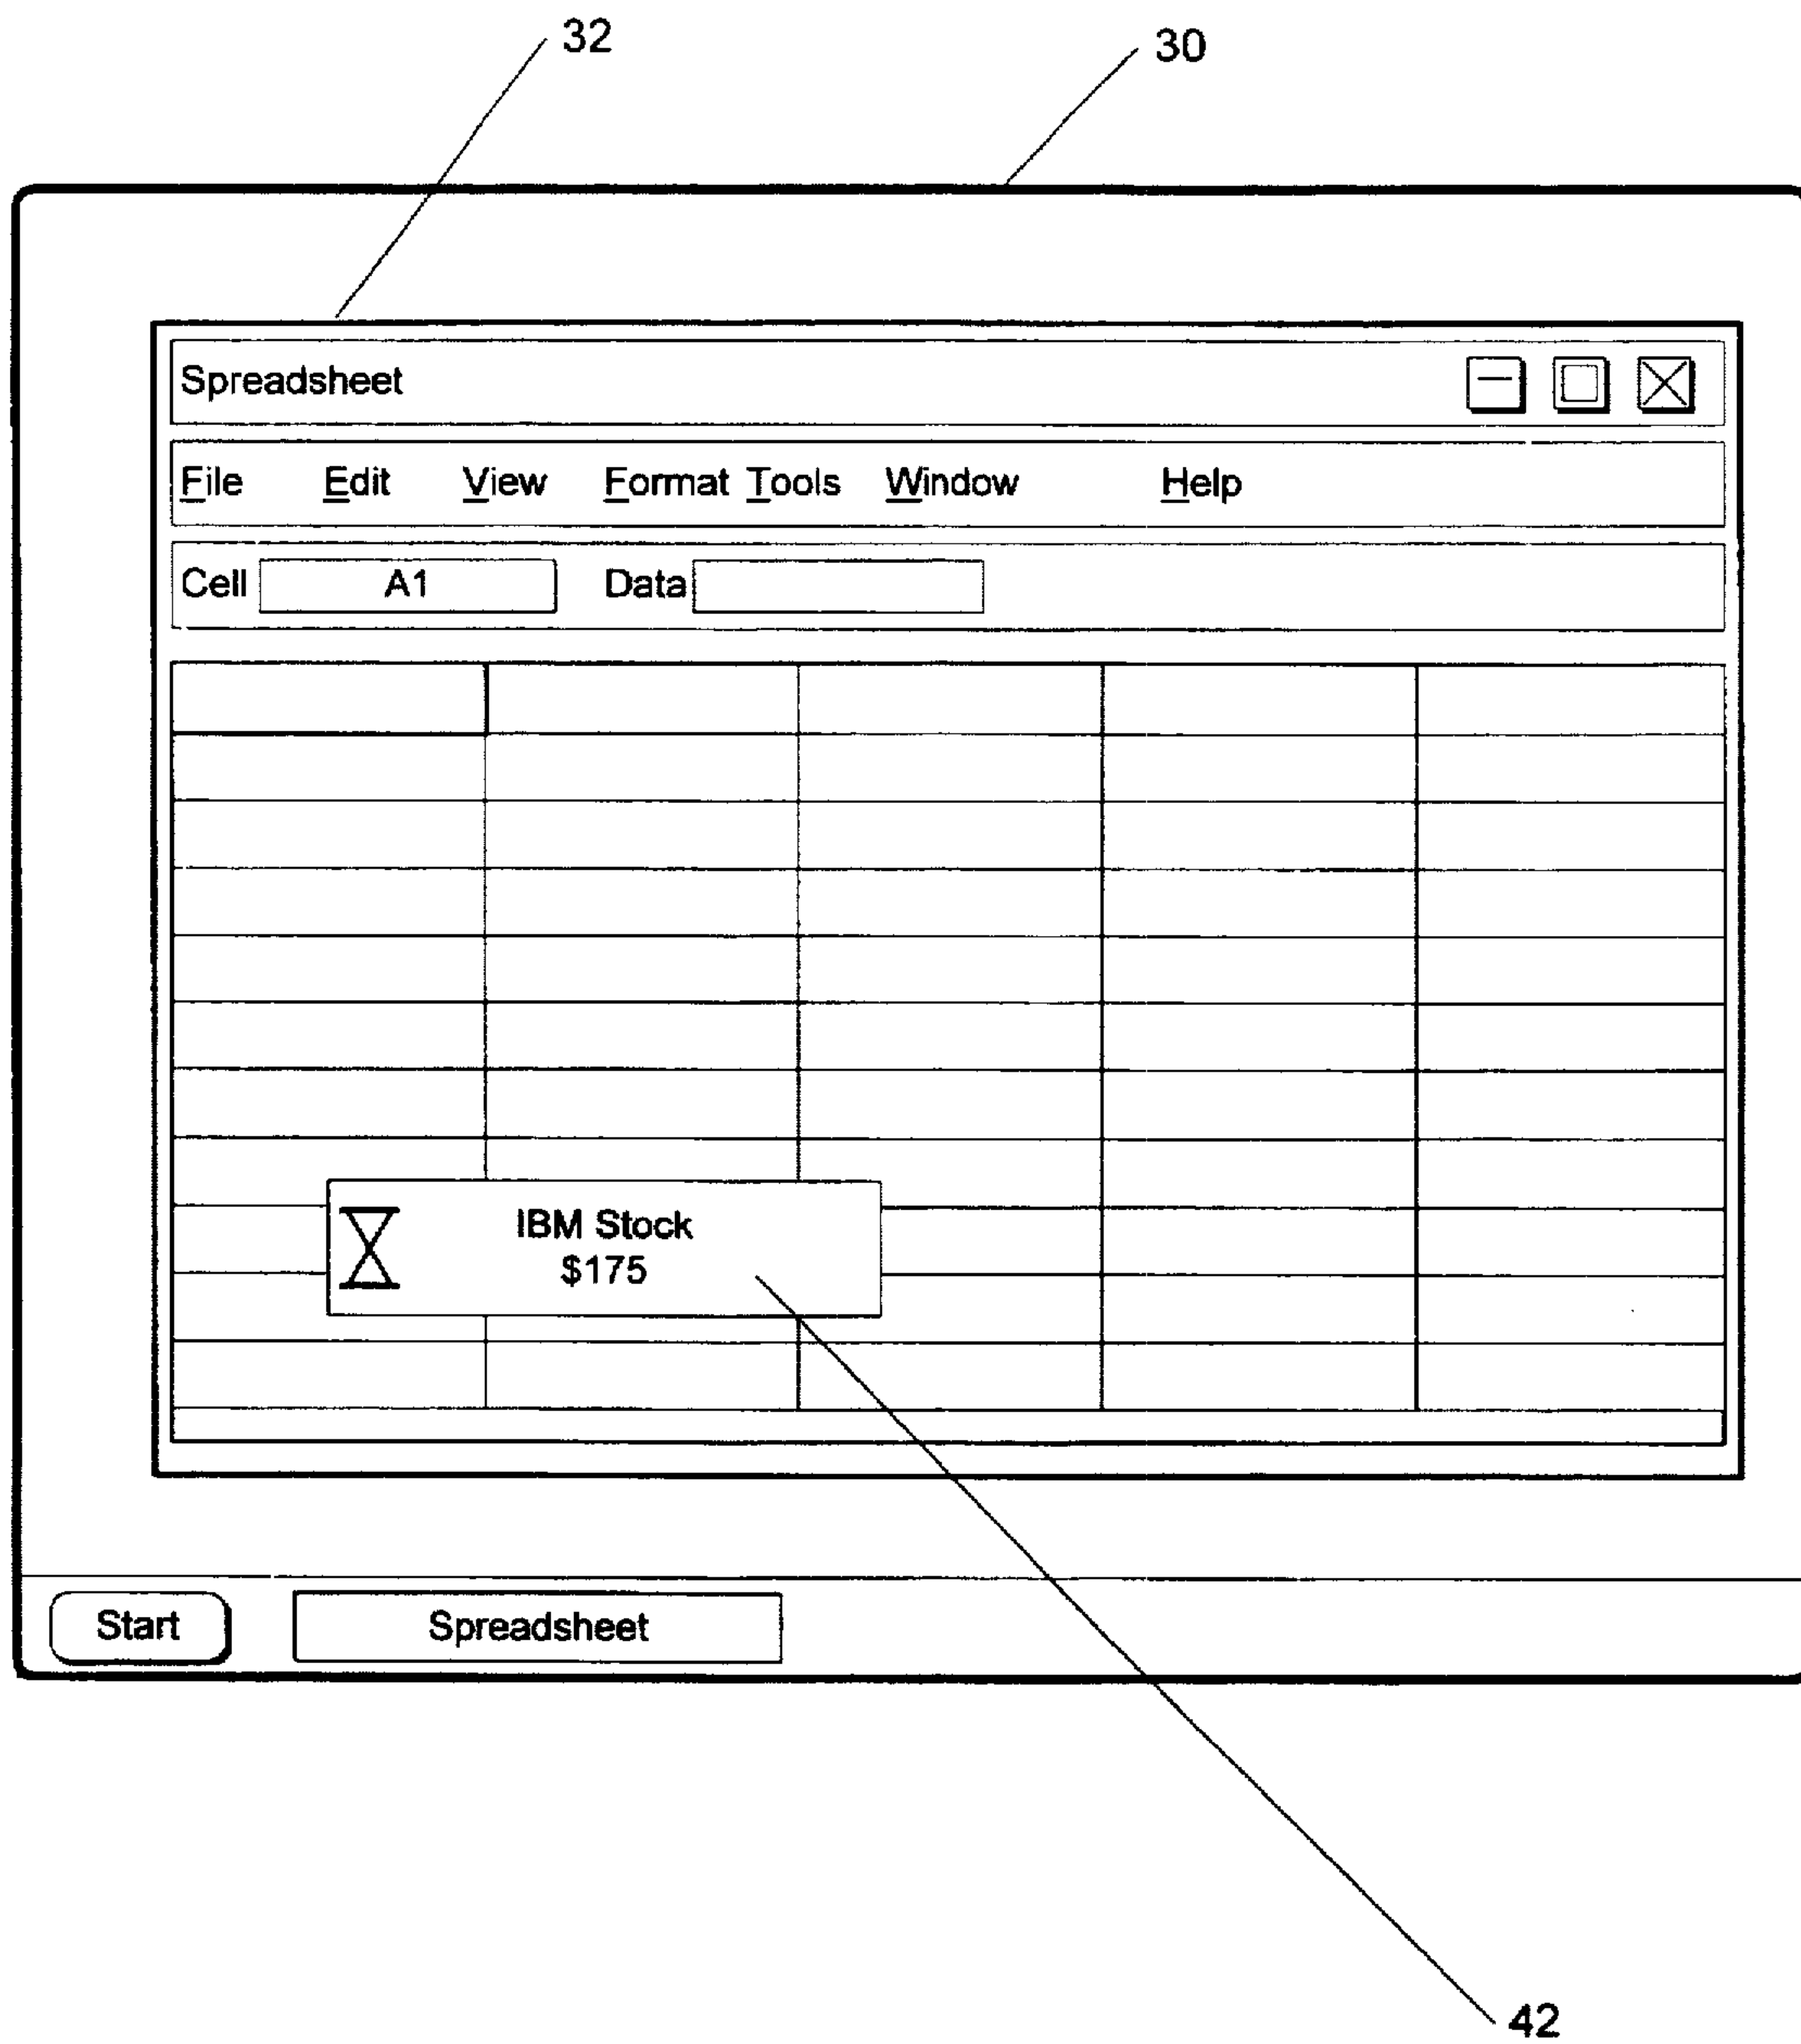 32
30
Spreadsheet
File Edit View Format Tools Window Help
Cell A1 Data
IBM Stock
$175
Start Spreadsheet
42